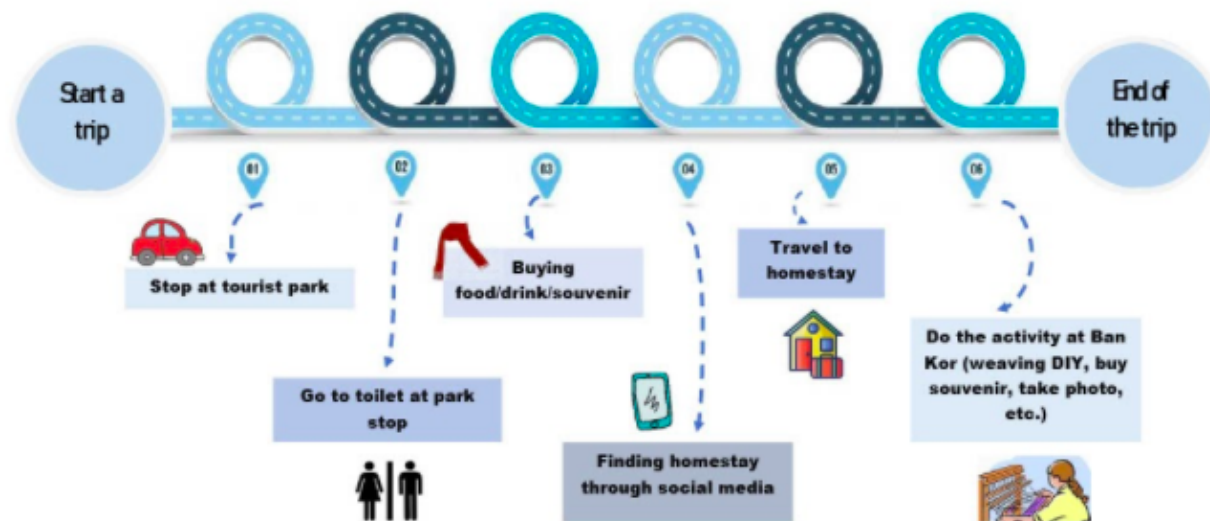 Start a
trip
End of
the trip
01
02
03
04
05
06
Stop at tourist park
Go to toilet at park
stop
Buying
food/drink/souvenir
Finding homestay
through social media
Travel to
homestay
Do the activity at Ban
Kor (weaving DIY, buy
souvenir, take photo,
etc.)